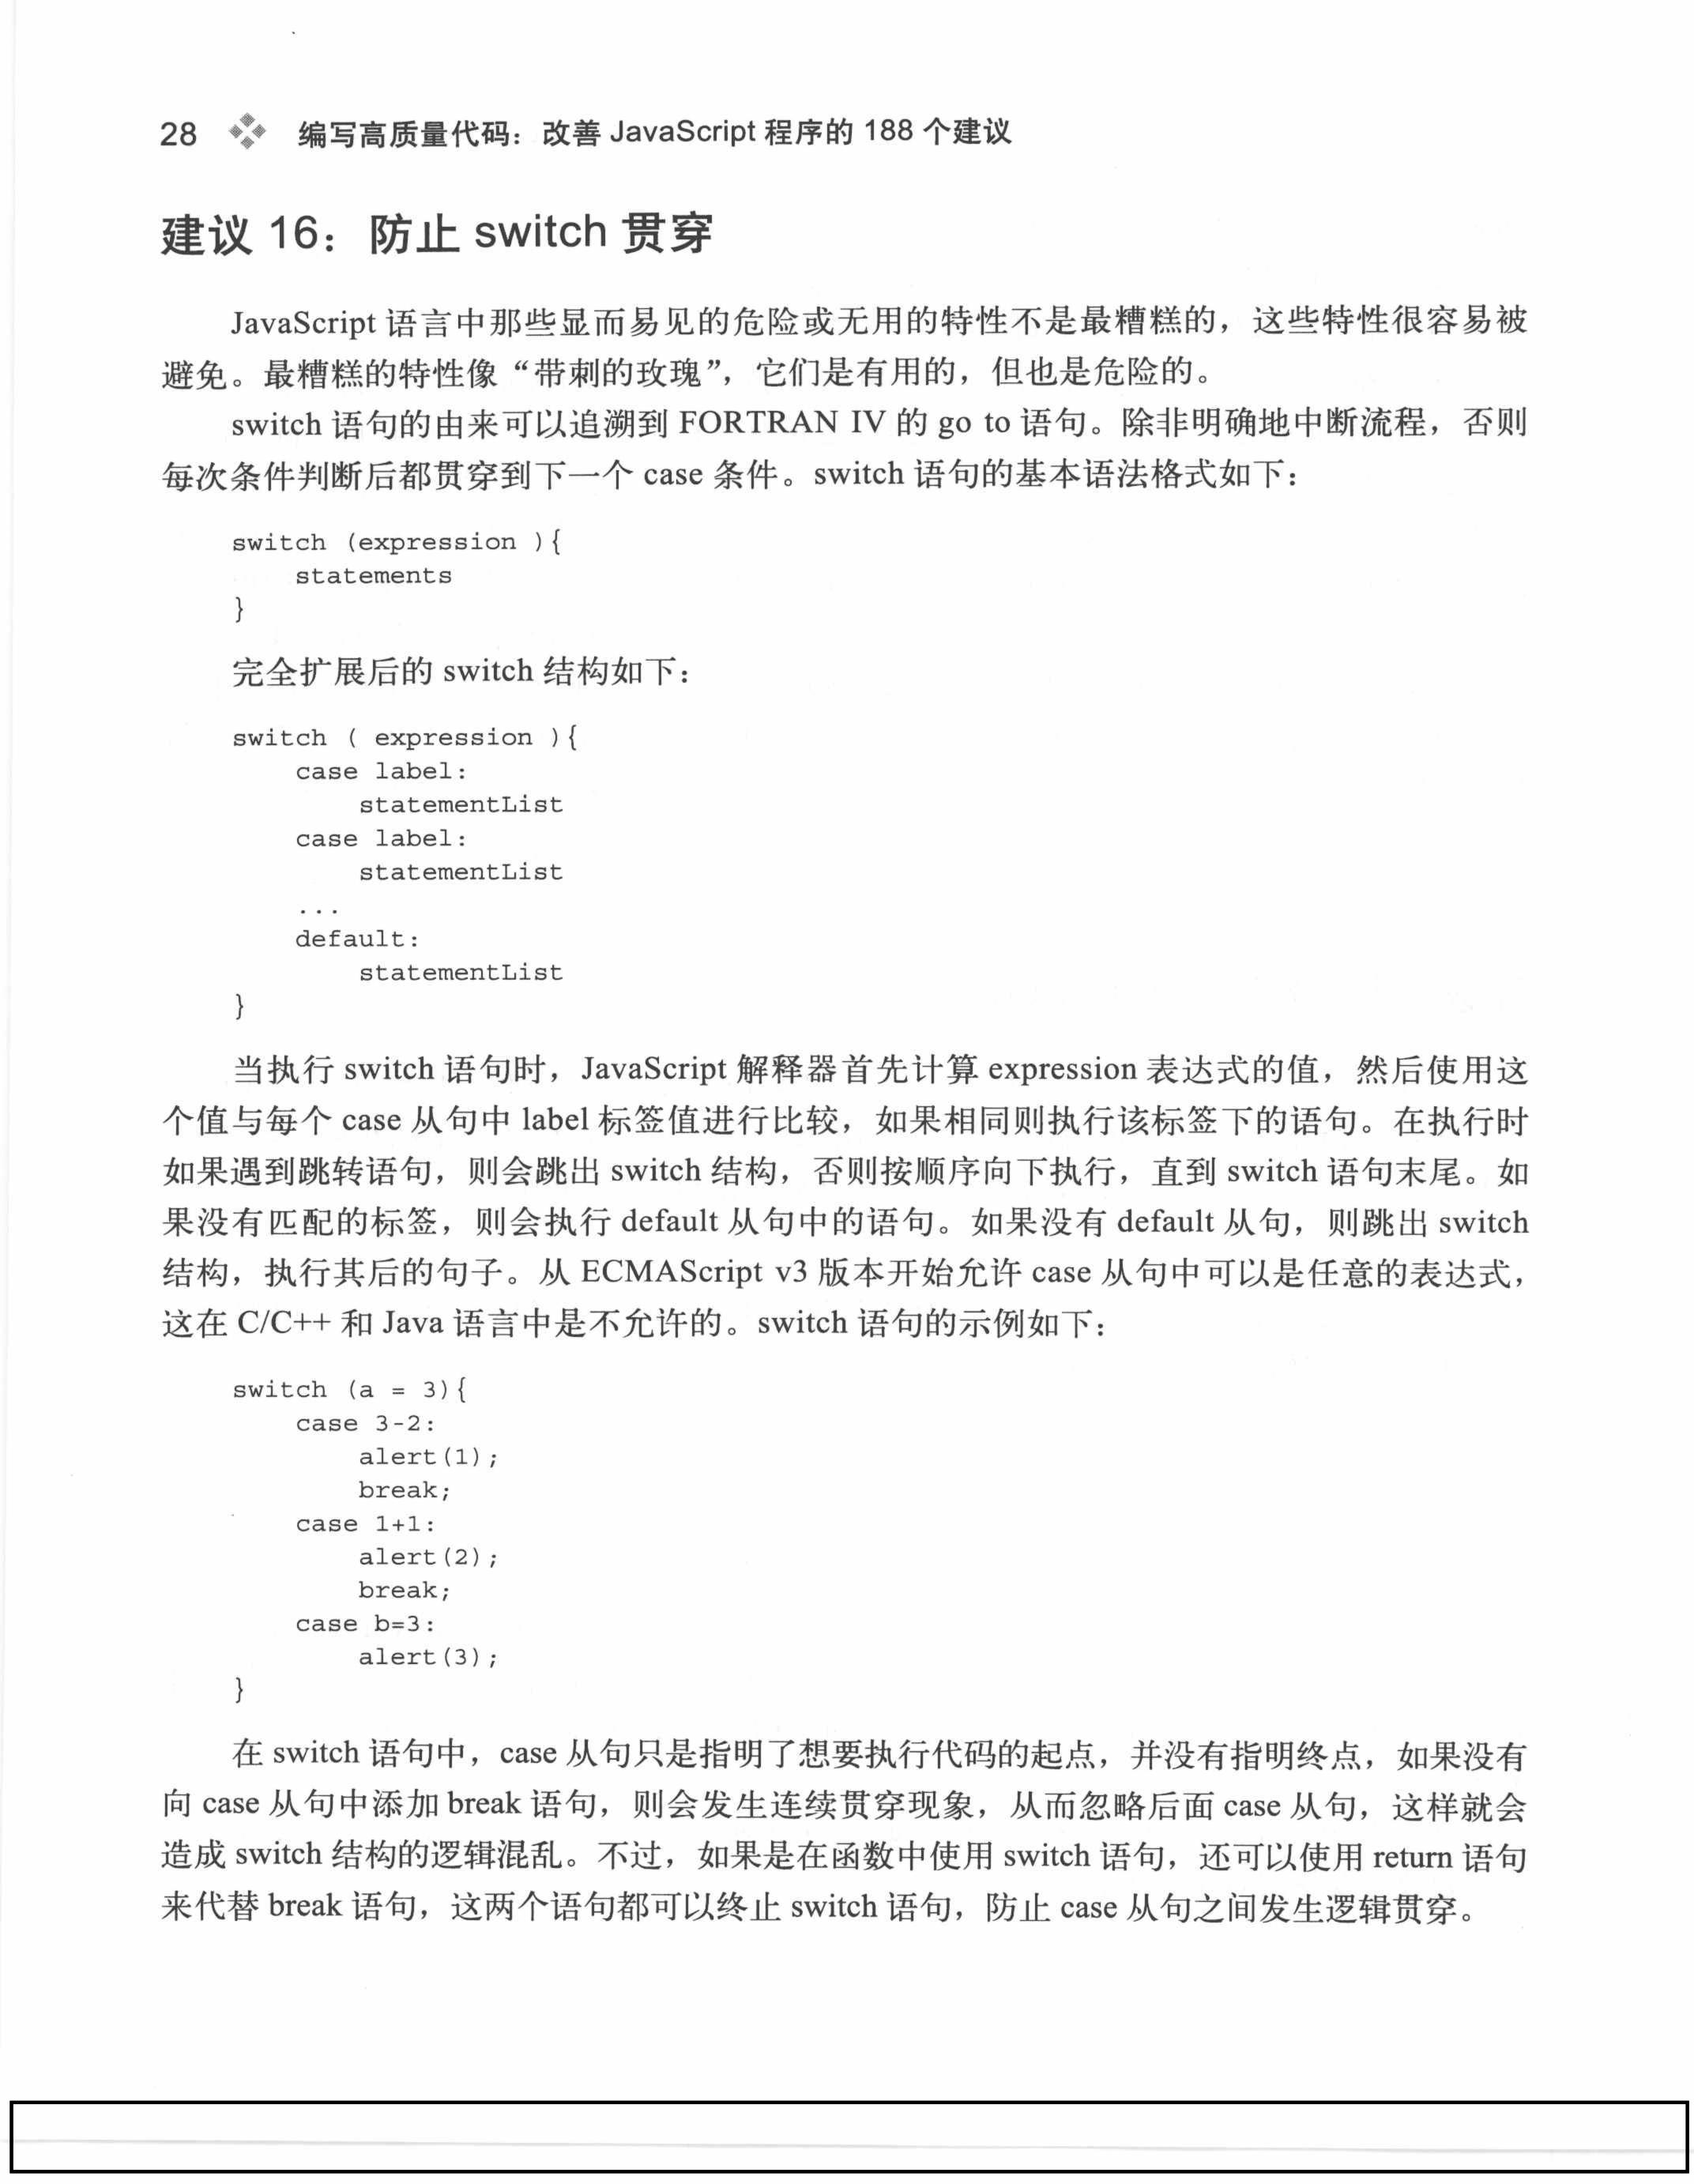 28 编写高质量代码：改善 JavaScript 程序的 188 个建议
建议 16：防止 switch 贯穿
JavaScript 语言中那些显而易见的危险或无用的特性不是最糟糕的，这些特性很容易被
避免。最糟糕的特性像“带刺的玫瑰”，它们是有用的，但也是危险的。
switch 语句的由来可以追溯到 FORTRAN IV 的 go to 语句。除非明确地中断流程，否则
每次条件判断后都贯穿到下一个 case 条件。switch 语句的基本语法格式如下：
switch (expression ){
    statements
}
完全扩展后的 switch 结构如下：
switch ( expression ){
    case label:
        statementList
    case label:
        statementList
    ...
    default:
        statementList
}
当执行 switch 语句时，JavaScript 解释器首先计算 expression 表达式的值，然后使用这
个值与每个 case 从句中 label 标签值进行比较，如果相同则执行该标签下的语句。在执行时
如果遇到跳转语句，则会跳出 switch 结构，否则按顺序向下执行，直到 switch 语句末尾。如
果没有匹配的标签，则会执行 default 从句中的语句。如果没有 default 从句，则跳出 switch
结构，执行其后的句子。从 ECMAScript v3 版本开始允许 case 从句中可以是任意的表达式，
这在 C/C++ 和 Java 语言中是不允许的。switch 语句的示例如下：
switch (a = 3){
    case 3-2:
        alert(1);
        break;
    case 1+1:
        alert(2);
        break;
    case b=3:
        alert(3);
}
在 switch 语句中，case 从句只是指明了想要执行代码的起点，并没有指明终点，如果没有
向 case 从句中添加 break 语句，则会发生连续贯穿现象，从而忽略后面 case 从句，这样就会
造成 switch 结构的逻辑混乱。不过，如果是在函数中使用 switch 语句，还可以使用 return 语句
来代替 break 语句，这两个语句都可以终止 switch 语句，防止 case 从句之间发生逻辑贯穿。